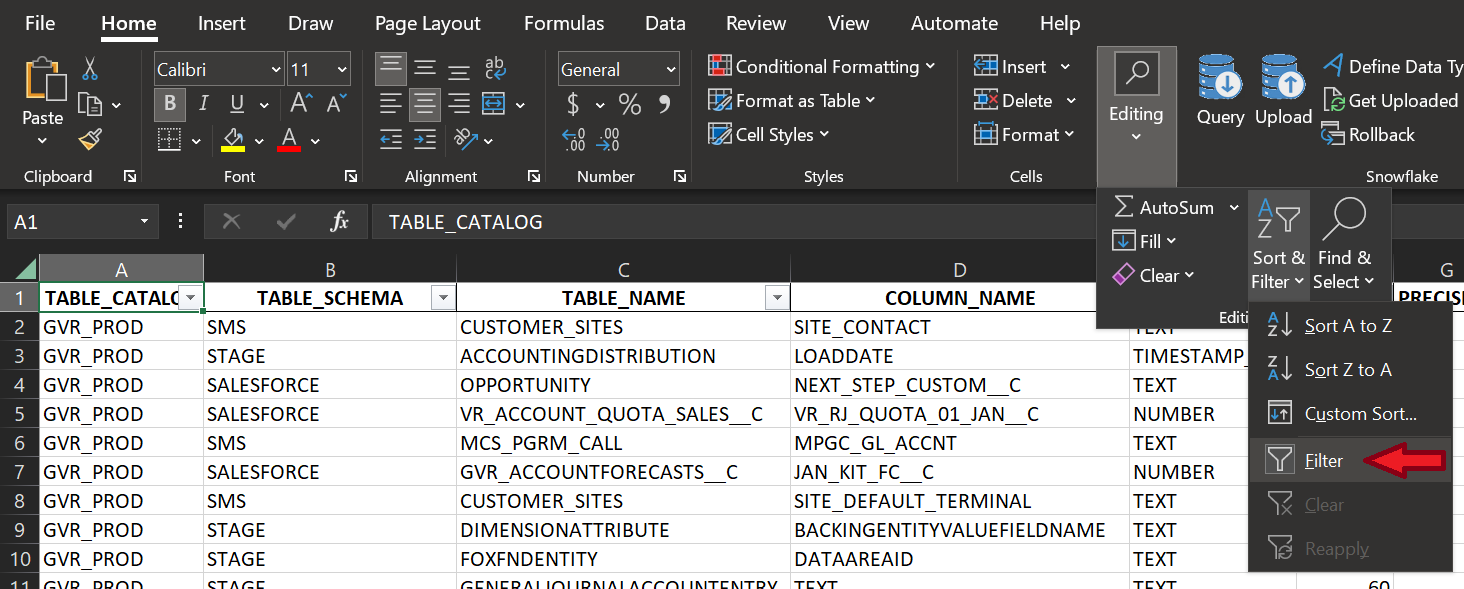 File Home Insert Draw Page Layout Formulas Data Review View Automate Help
Paste
Clipboard
Calibri 11
B I U A A
A
Font
ab
Alignment
General
$ % 9
.00 .00
Number
Conditional Formatting
Format as Table
Cell Styles
Styles
Insert
Delete
Format
Cells
Editing
Query Upload
Define Data Ty
Get Uploaded
Rollback
Snowflake
A1 fx TABLE_CATALOG
AutoSum
Fill
Clear
Sort & Filter
Find & Select
Editi
Sort A to Z
Sort Z to A
Custom Sort...
Filter
Clear
Reapply
A B C D G
1 TABLE_CATALO TABLE_SCHEMA TABLE_NAME COLUMN_NAME PRECIS
2 GVR_PROD SMS CUSTOMER_SITES SITE_CONTACT TEXT
3 GVR_PROD STAGE ACCOUNTINGDISTRIBUTION LOADDATE TIMESTAMP_
4 GVR_PROD SALESFORCE OPPORTUNITY NEXT_STEP_CUSTOM__C TEXT
5 GVR_PROD SALESFORCE VR_ACCOUNT_QUOTA_SALES__C VR_RJ_QUOTA_01_JAN__C NUMBER
6 GVR_PROD SMS MCS_PGRM_CALL MPGC_GL_ACCNT TEXT
7 GVR_PROD SALESFORCE GVR_ACCOUNTFORECASTS__C JAN_KIT_FC__C NUMBER
8 GVR_PROD SMS CUSTOMER_SITES SITE_DEFAULT_TERMINAL TEXT
9 GVR_PROD STAGE DIMENSIONATTRIBUTE BACKINGENTITYVALUEFIELDNAME TEXT
10 GVR_PROD STAGE FOXFNDENTITY DATAAREAID TEXT
11 GVR_PROD STAGE GENERALJOURNALACCOUNTENTRY TEXT TEXT 60